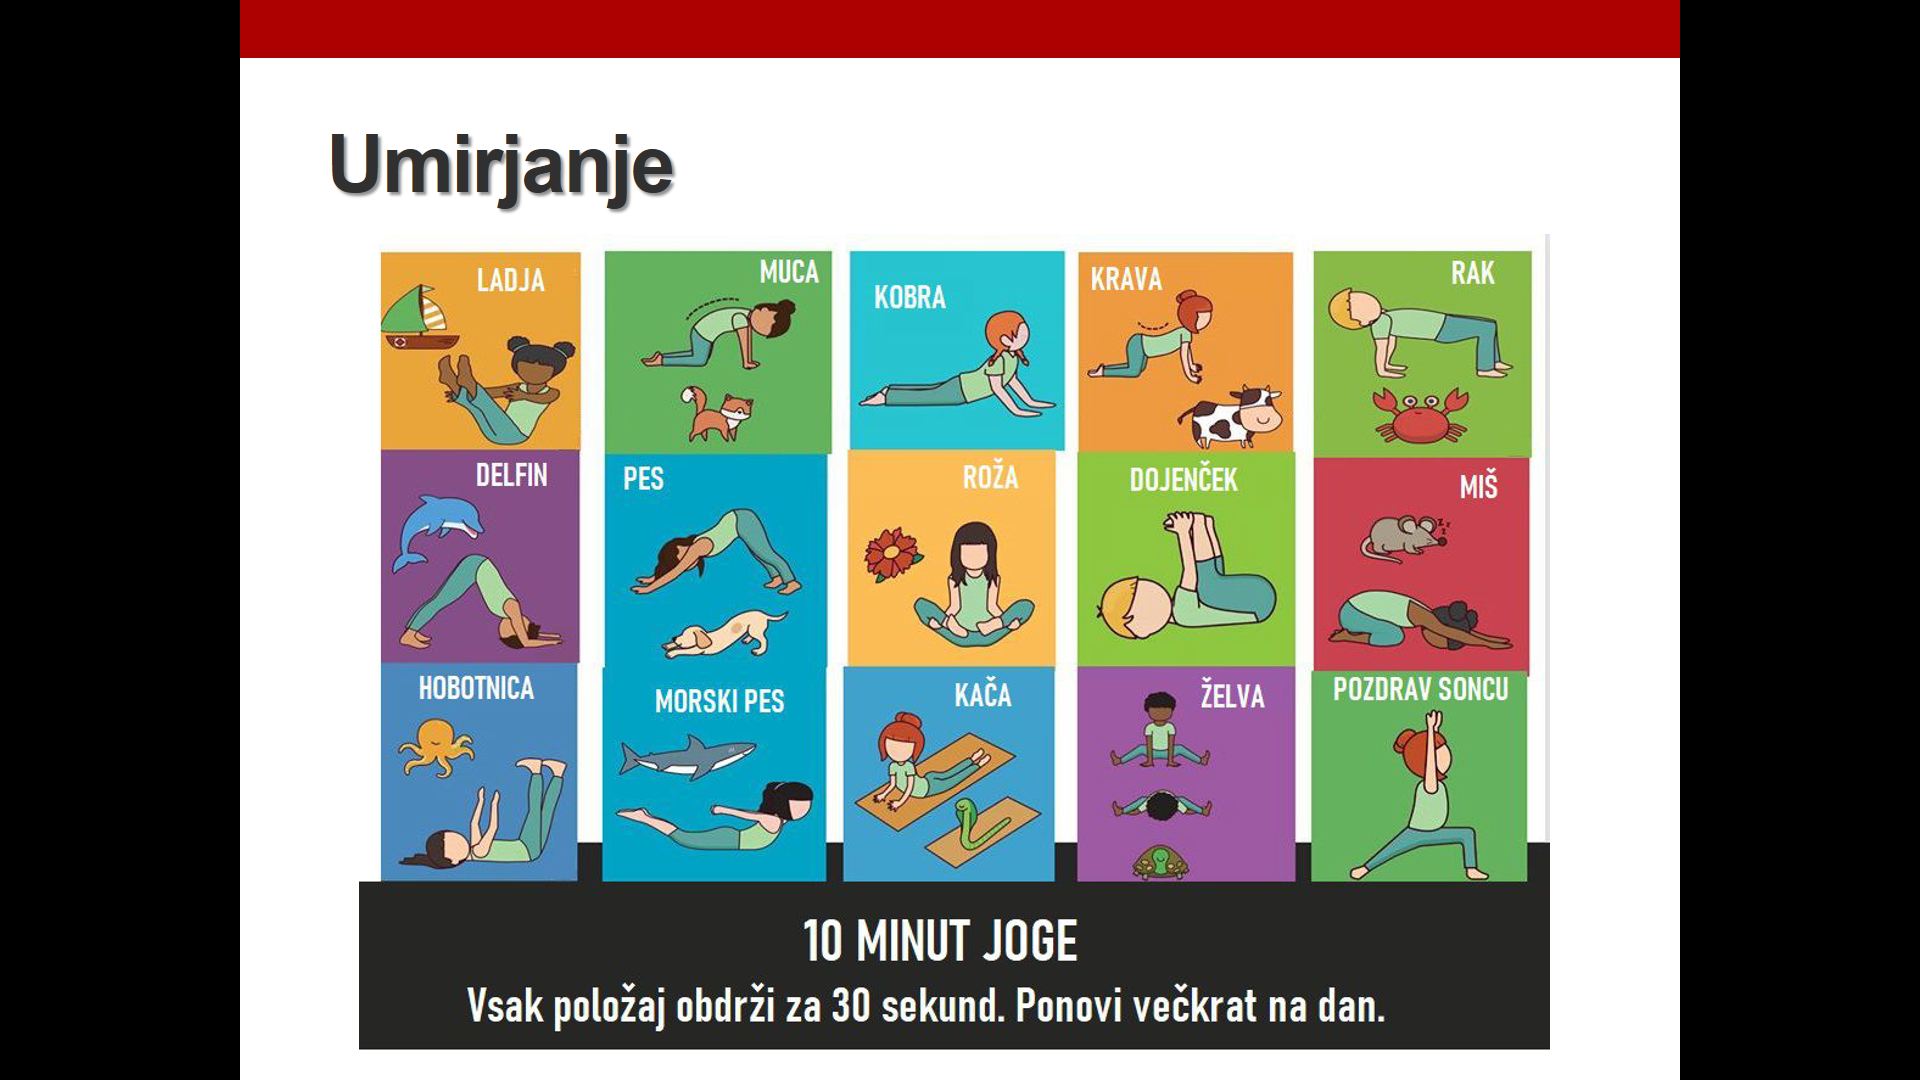 Umirjanje
LADJA
MUCA
KOBRA
KRAVA
RAK
DELFIN
PES
ROŽA
DOJENČEK
MIŠ
HOBOTNICA
MORSKI PES
KAČA
ŽELVA
POZDRAV SONCU
10 MINUT JOGE
Vsak položaj obdrži za 30 sekund. Ponovi večkrat na dan.